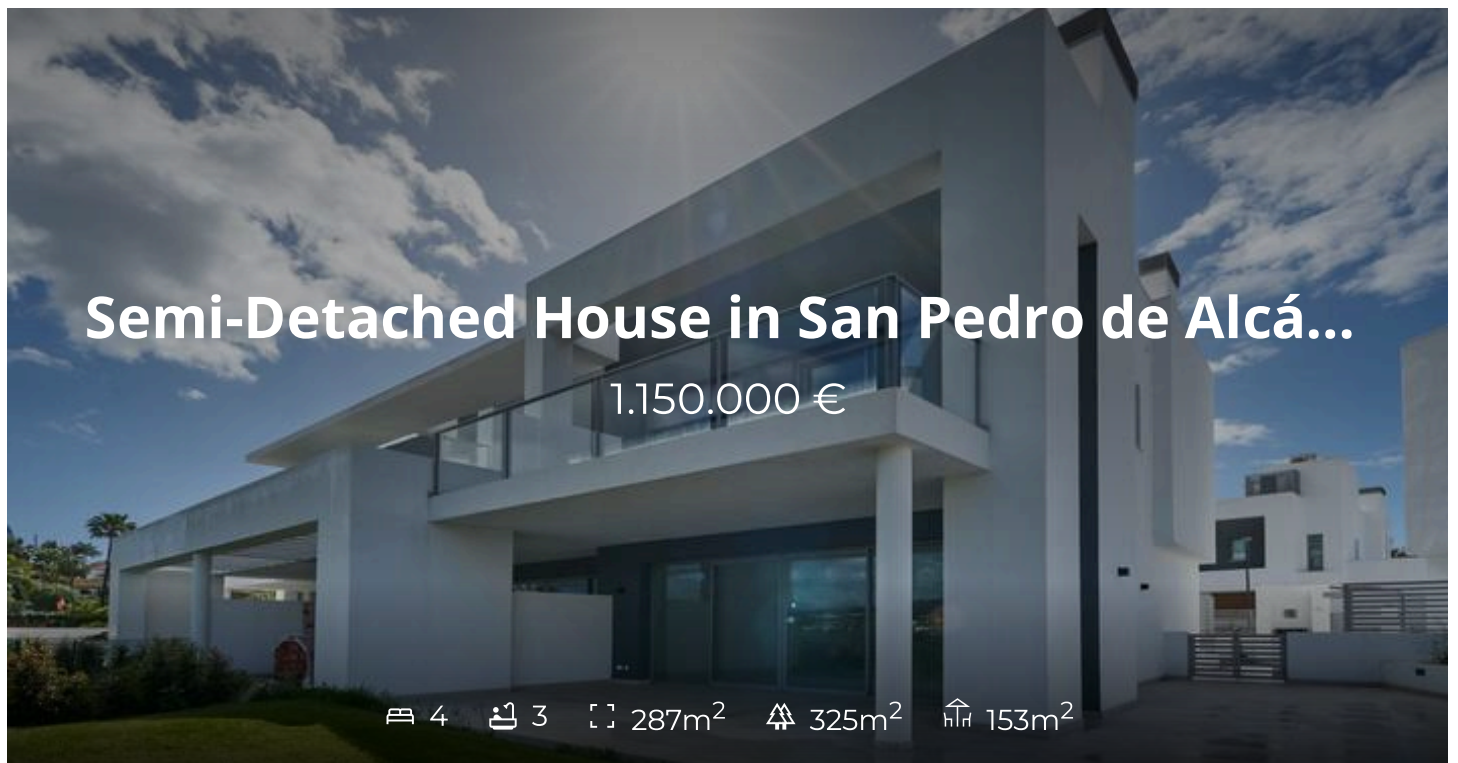 Semi-Detached House in San Pedro de Alcá...
1.150.000 €
4 3 287m² 325m² 153m²